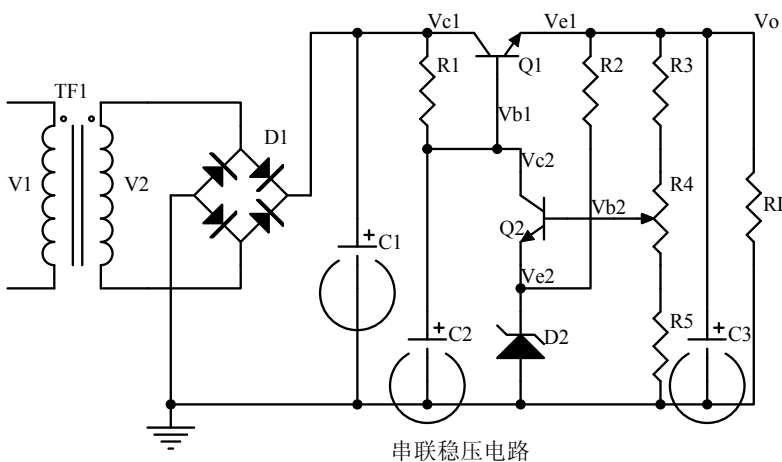 Vc1 Ve1 Vo
R1 Q1 R2 R3
TF1 Vb1
D1
Vc2
V1 V2 R4 RL
Vb2
Q2
C1
Ve2
R5
C2 D2 C3
串联稳压电路